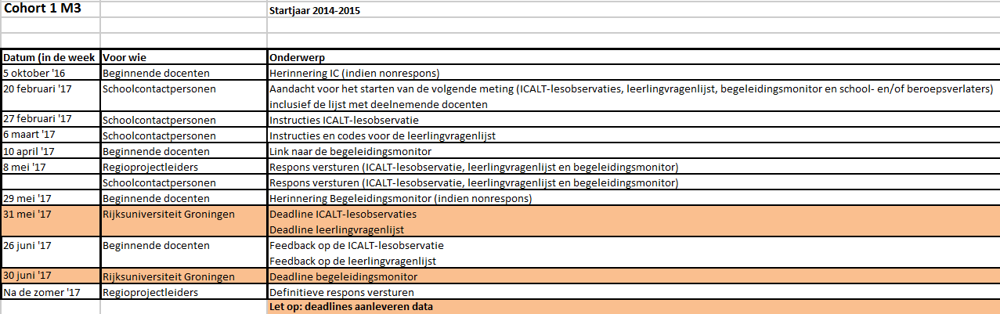 Cohort 1 M3 Startjaar 2014-2015
Datum (in de week Voor wie Onderwerp
5 oktober '16 Beginnende docenten Herinnering IC (indien nonrespons)
20 februari '17 Schoolcontactpersonen Aandacht voor het starten van de volgende meting (ICALT-lesobservaties, leerlingvragenlijst, begeleidingsmonitor en school- en/of beroepsverlaters)
inclusief de lijst met deelnemende docenten
27 februari '17 Schoolcontactpersonen Instructies ICALT-lesobservatie
6 maart '17 Schoolcontactpersonen Instructies en codes voor de leerlingvragenlijst
10 april '17 Beginnende docenten Link naar de begeleidingsmonitor
8 mei '17 Regioprojectleiders Respons versturen (ICALT-lesobservatie, leerlingvragenlijst en begeleidingsmonitor)
Schoolcontactpersonen Respons versturen (ICALT-lesobservatie, leerlingvragenlijst en begeleidingsmonitor)
29 mei '17 Beginnende docenten Herinnering Begeleidingsmonitor (indien nonrespons)
31 mei '17 Rijksuniversiteit Groningen Deadline ICALT-lesobservaties
Deadline leerlingvragenlijst
26 juni '17 Beginnende docenten Feedback op de ICALT-lesobservatie
Feedback op de leerlingvragenlijst
30 juni '17 Rijksuniversiteit Groningen Deadline begeleidingsmonitor
Na de zomer '17 Regioprojectleiders Definitieve respons versturen
Let op: deadlines aanleveren data